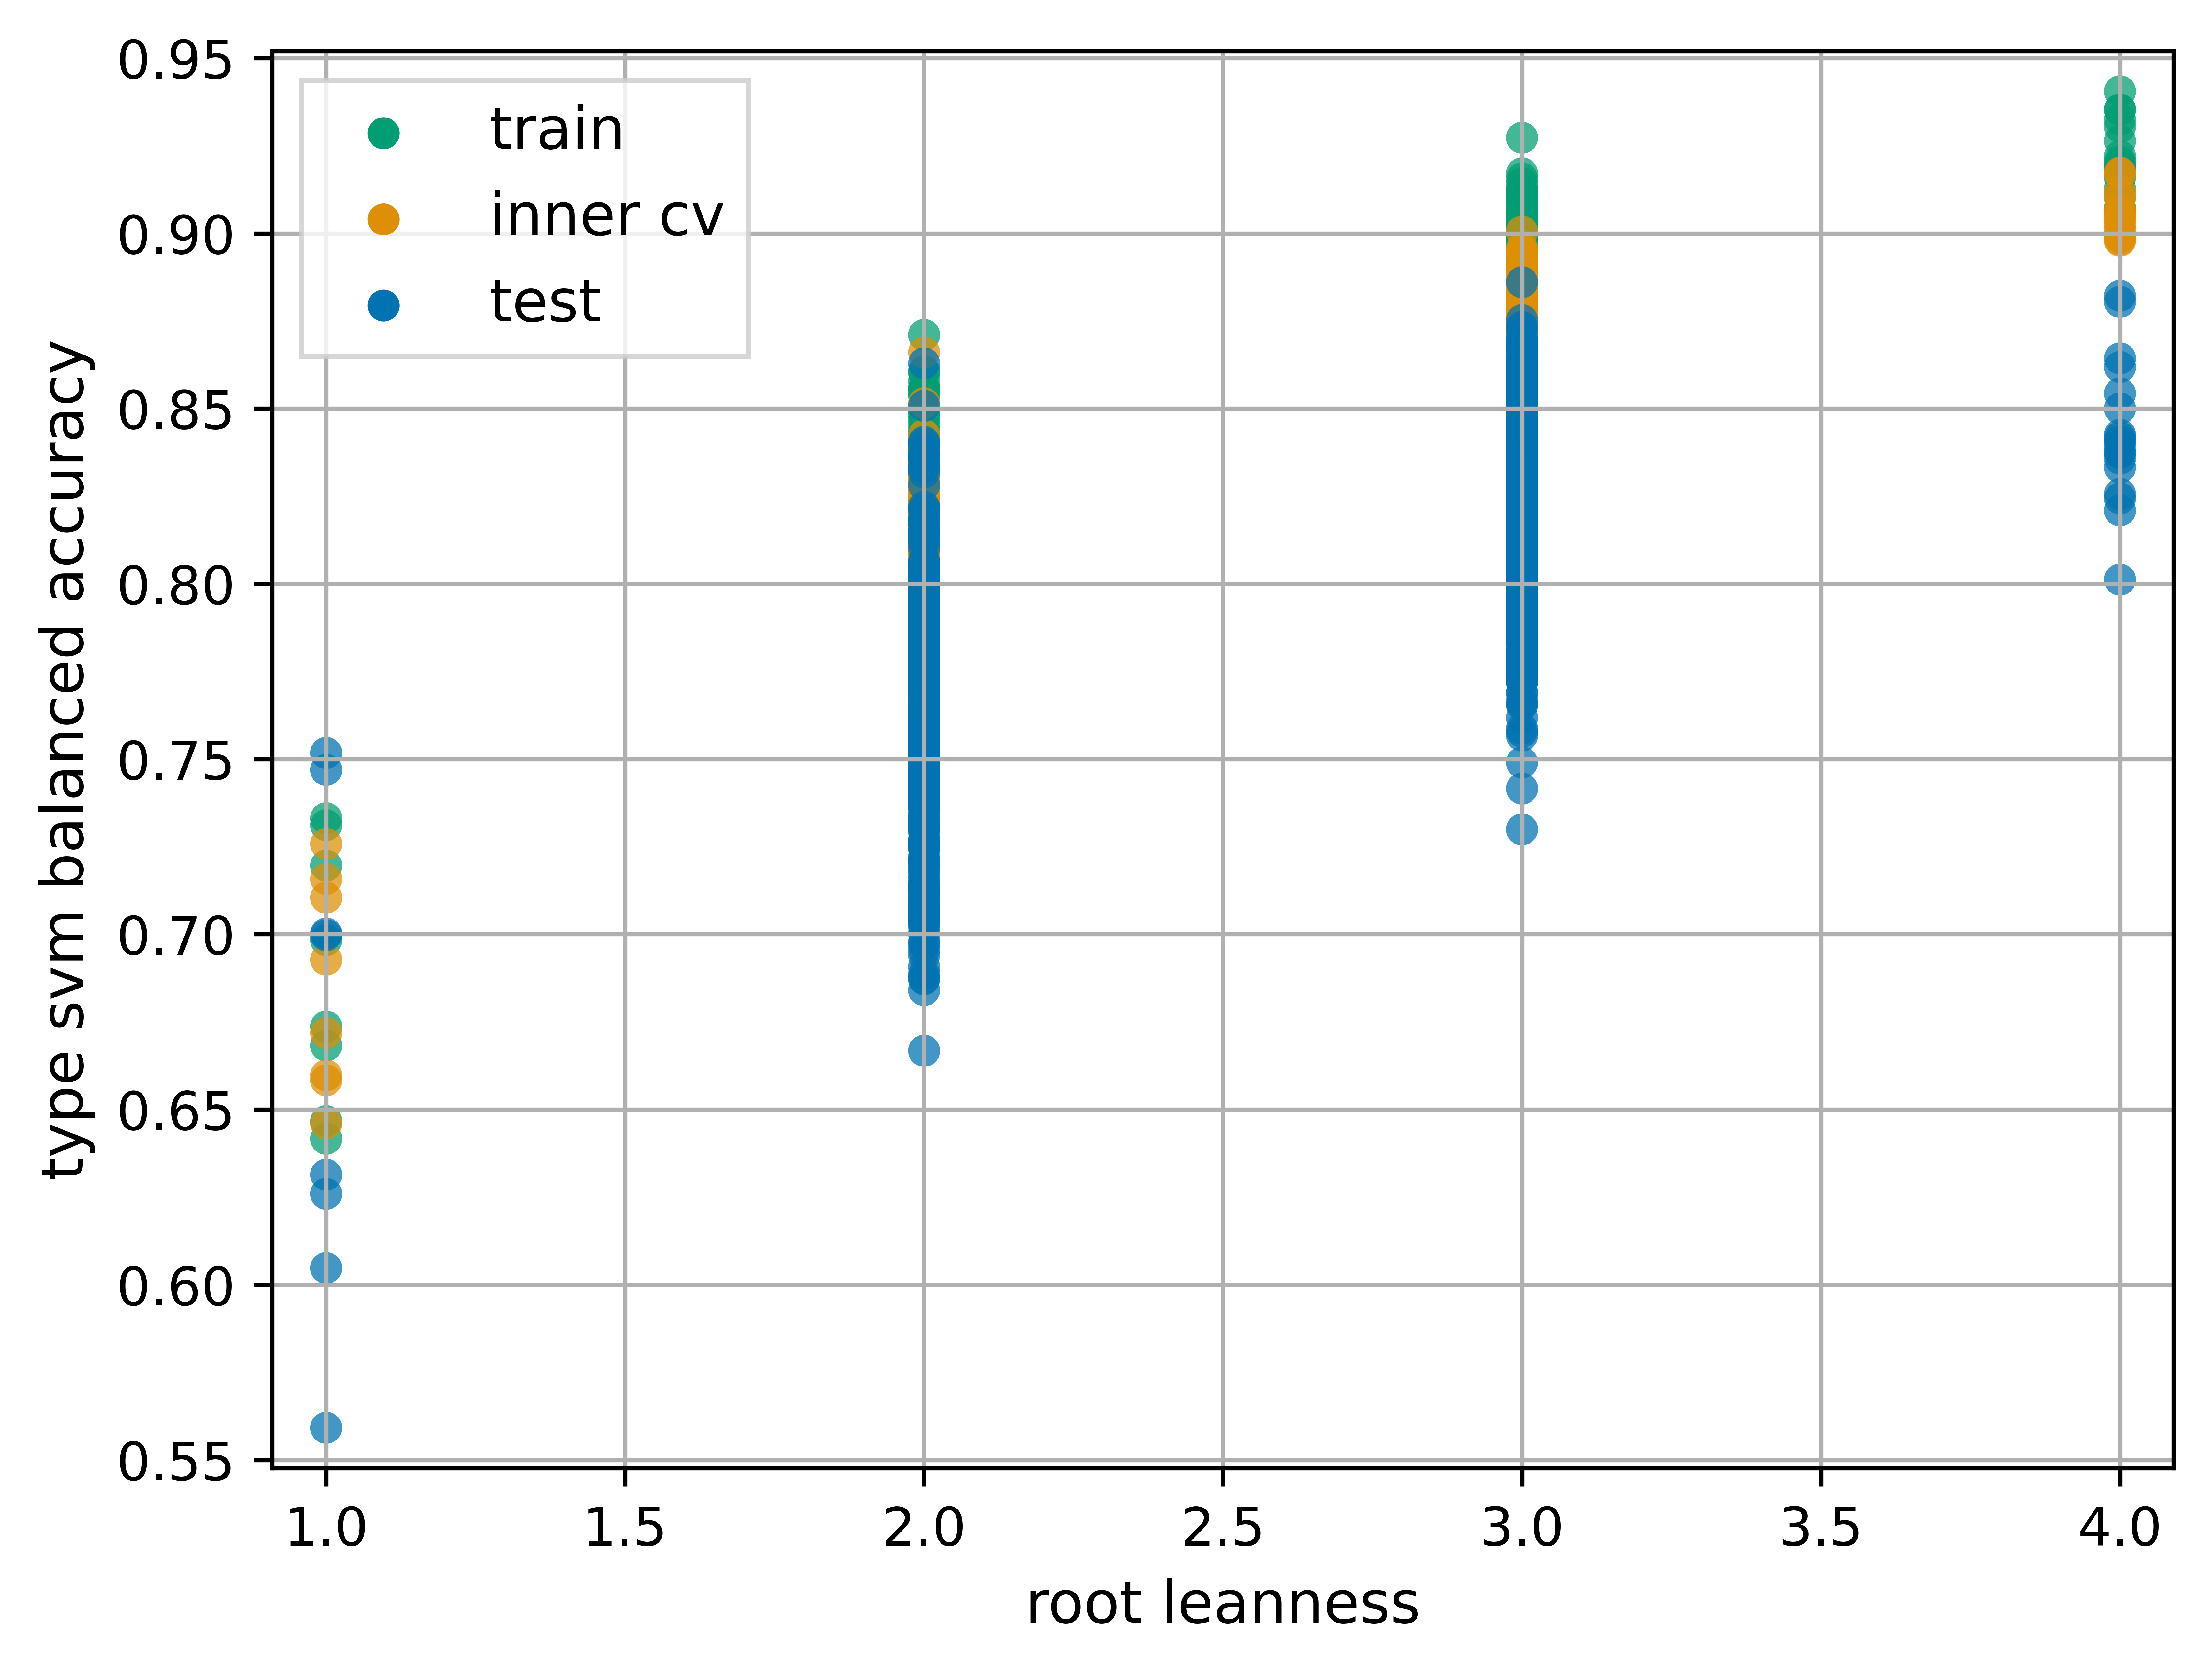 0.95
0.90
0.85
0.80
0.75
0.70
0.65
0.60
0.55
type svm balanced accuracy
train
inner cv
test
1.0 1.5 2.0 2.5 3.0 3.5 4.0
root leanness